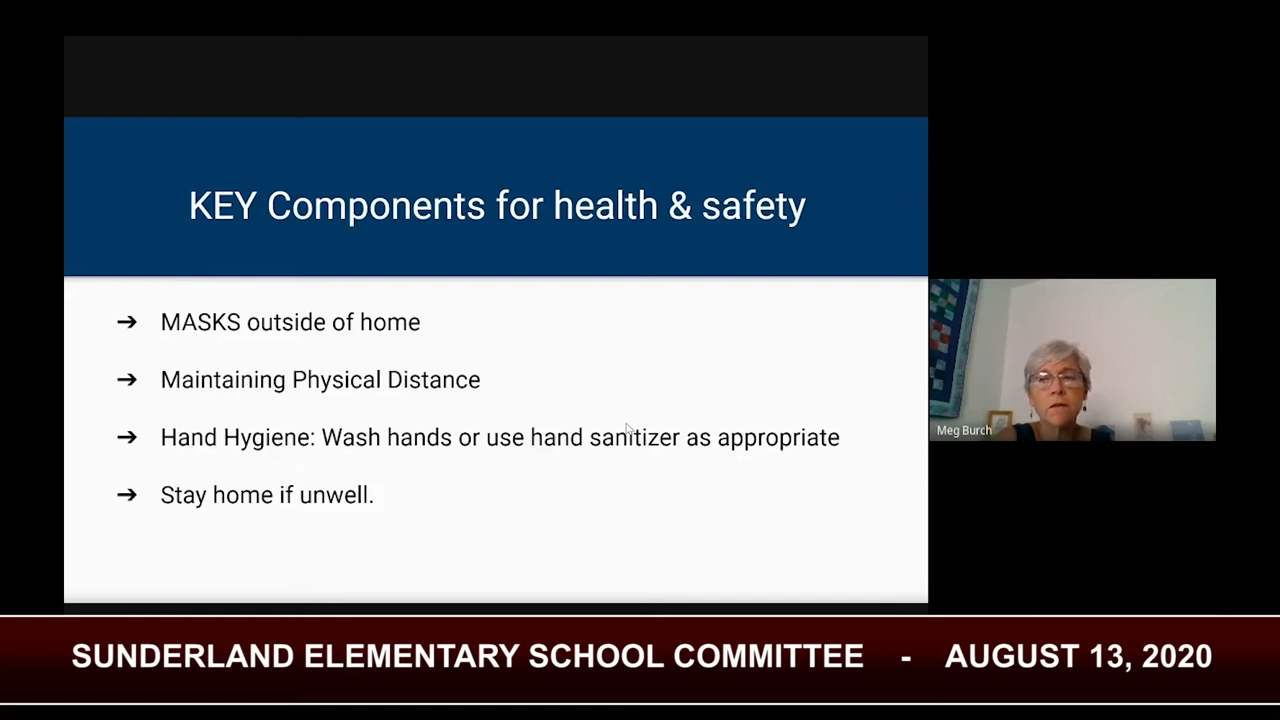 KEY Components for health & safety
➔ MASKS outside of home
➔ Maintaining Physical Distance
➔ Hand Hygiene: Wash hands or use hand sanitizer as appropriate
➔ Stay home if unwell.
Meg Burch
SUNDERLAND ELEMENTARY SCHOOL COMMITTEE - AUGUST 13, 2020